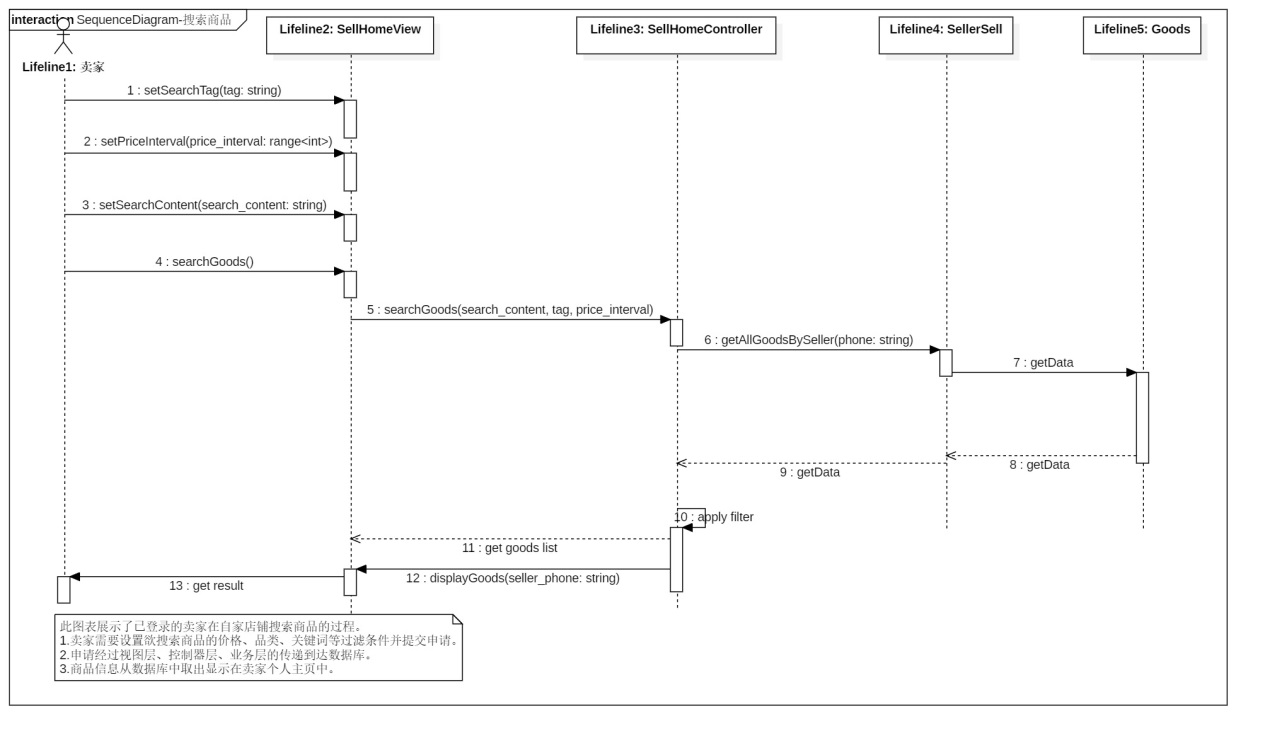 interaction SequenceDiagram-搜索商品
Lifeline1: 卖家
Lifeline2: SellHomeView
Lifeline3: SellHomeController
Lifeline4: SellerSell
Lifeline5: Goods
1 : setSearchTag(tag: string)
2 : setPriceInterval(price_interval: range<int>)
3 : setSearchContent(search_content: string)
4 : searchGoods()
5 : searchGoods(search_content, tag, price_interval)
6 : getAllGoodsBySeller(phone: string)
7 : getData
8 : getData
9 : getData
10 : apply filter
11 : get goods list
12 : displayGoods(seller_phone: string)
13 : get result
此图表展示了已登录的卖家在自家店铺搜索商品的过程。
1.卖家需要设置欲搜索商品的价格、品类、关键词等过滤条件并提交申请。
2.申请经过视图层、控制器层、业务层的传递到达数据库。
3.商品信息从数据库中取出显示在卖家个人主页中。